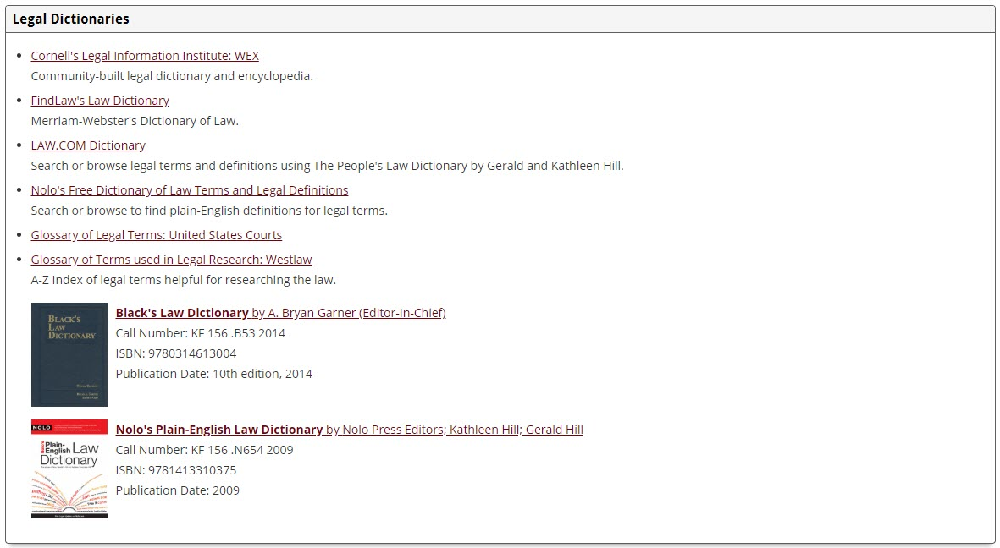 Legal Dictionaries
Cornell's Legal Information Institute: WEX
Community-built legal dictionary and encyclopedia.
FindLaw's Law Dictionary
Merriam-Webster's Dictionary of Law.
LAW.COM Dictionary
Search or browse legal terms and definitions using The People's Law Dictionary by Gerald and Kathleen Hill.
Nolo's Free Dictionary of Law Terms and Legal Definitions
Search or browse to find plain-English definitions for legal terms.
Glossary of Legal Terms: United States Courts
Glossary of Terms used in Legal Research: Westlaw
A-Z Index of legal terms helpful for researching the law.
BLACK'S
LAW
DICTIONARY
Black's Law Dictionary by A. Bryan Garner (Editor-In-Chief)
Call Number: KF 156 .B53 2014
ISBN: 9780314613004
Publication Date: 10th edition, 2014
NOLO
Nolo's Plain-English Law Dictionary
Nolo's Plain-English Law Dictionary by Nolo Press Editors; Kathleen Hill; Gerald Hill
Call Number: KF 156 .N654 2009
ISBN: 9781413310375
Publication Date: 2009